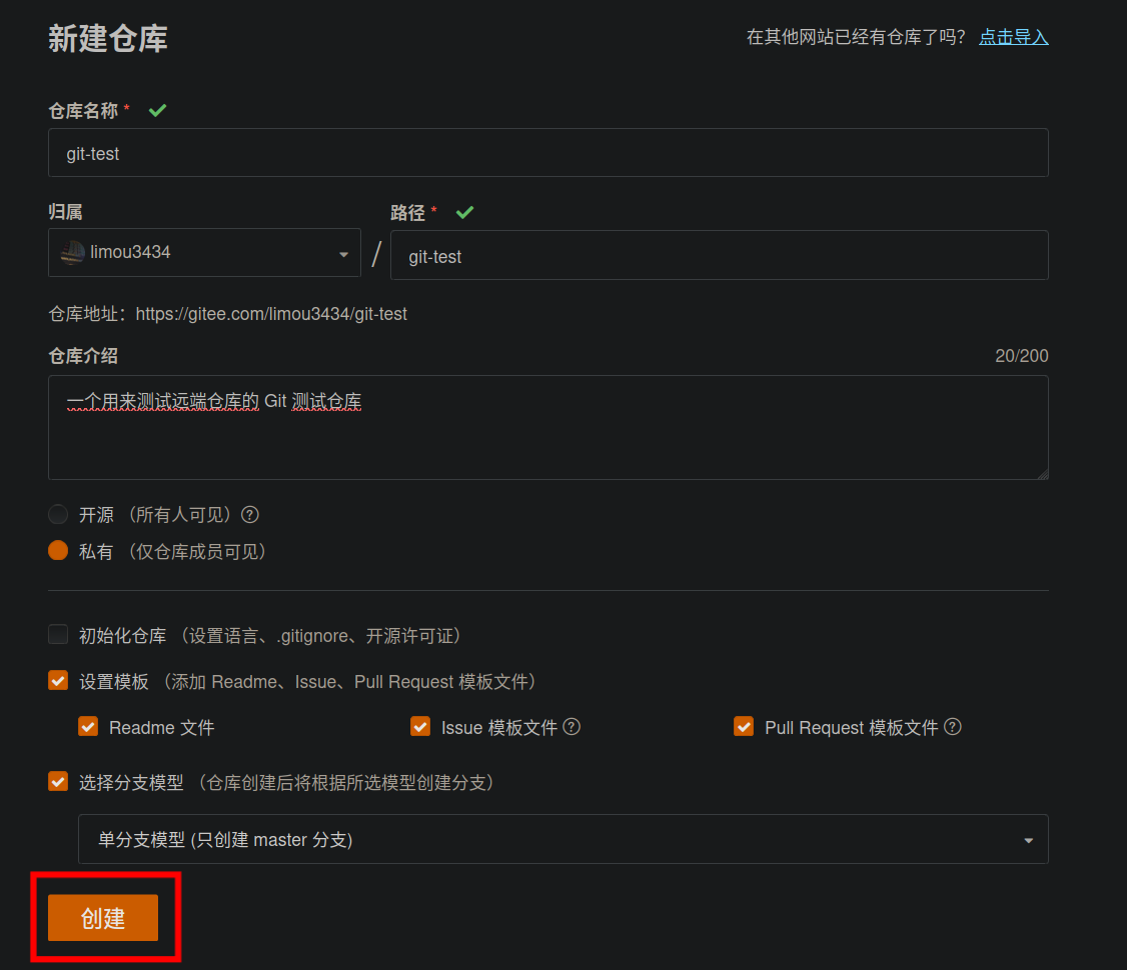 新建仓库
在其他网站已经有仓库了吗？ 点击导入
仓库名称 *
git-test
归属
路径 *
limou3434 / git-test
仓库地址：https://gitee.com/limou3434/git-test
仓库介绍 20/200
一个用来测试远端仓库的 Git 测试仓库
开源 （所有人可见）?
私有 （仅仓库成员可见）
初始化仓库 （设置语言、.gitignore、开源许可证）
设置模板 （添加 Readme、Issue、Pull Request 模板文件）
Readme 文件 Issue 模板文件 ? Pull Request 模板文件 ?
选择分支模型 （仓库创建后将根据所选模型创建分支）
单分支模型 (只创建 master 分支)
创建